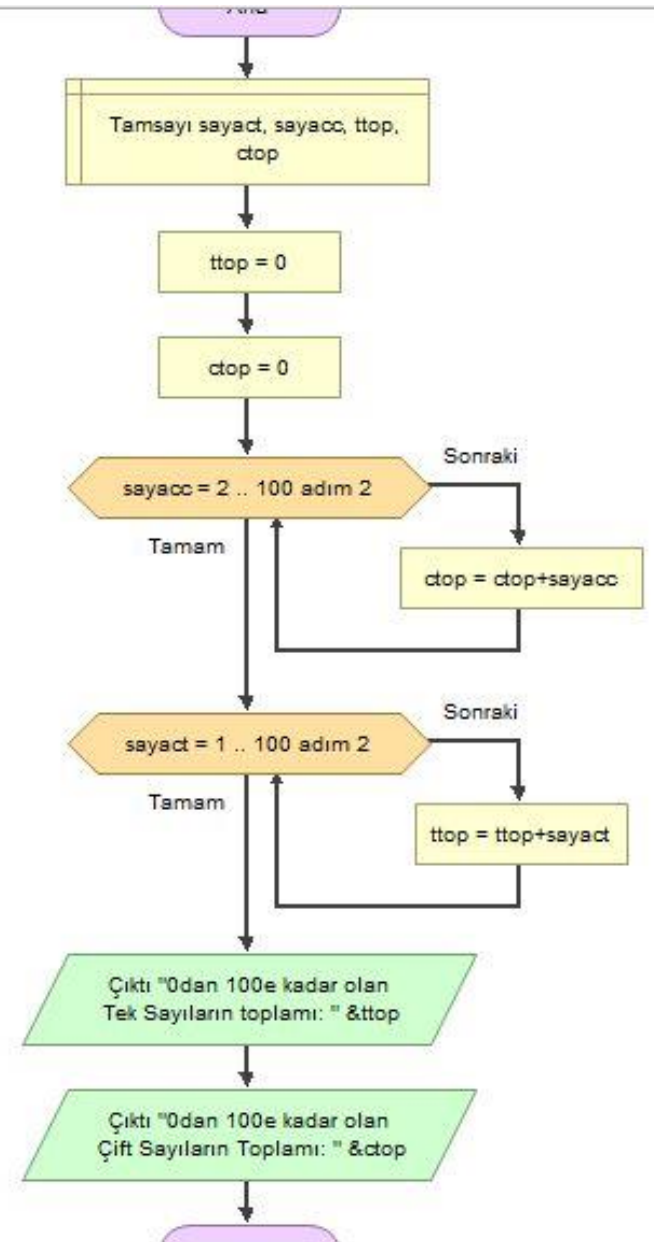 Tamsayı sayact, sayacc, ttop,
ctop
ttop = 0
ctop = 0
Sonraki
sayacc = 2 .. 100 adım 2
Tamam
ctop = ctop+sayacc
Sonraki
sayact = 1 .. 100 adım 2
Tamam
ttop = ttop+sayact
Çıktı "0dan 100e kadar olan
Tek Sayıların toplamı: " &ttop
Çıktı "0dan 100e kadar olan
Çift Sayıların Toplamı: " &ctop